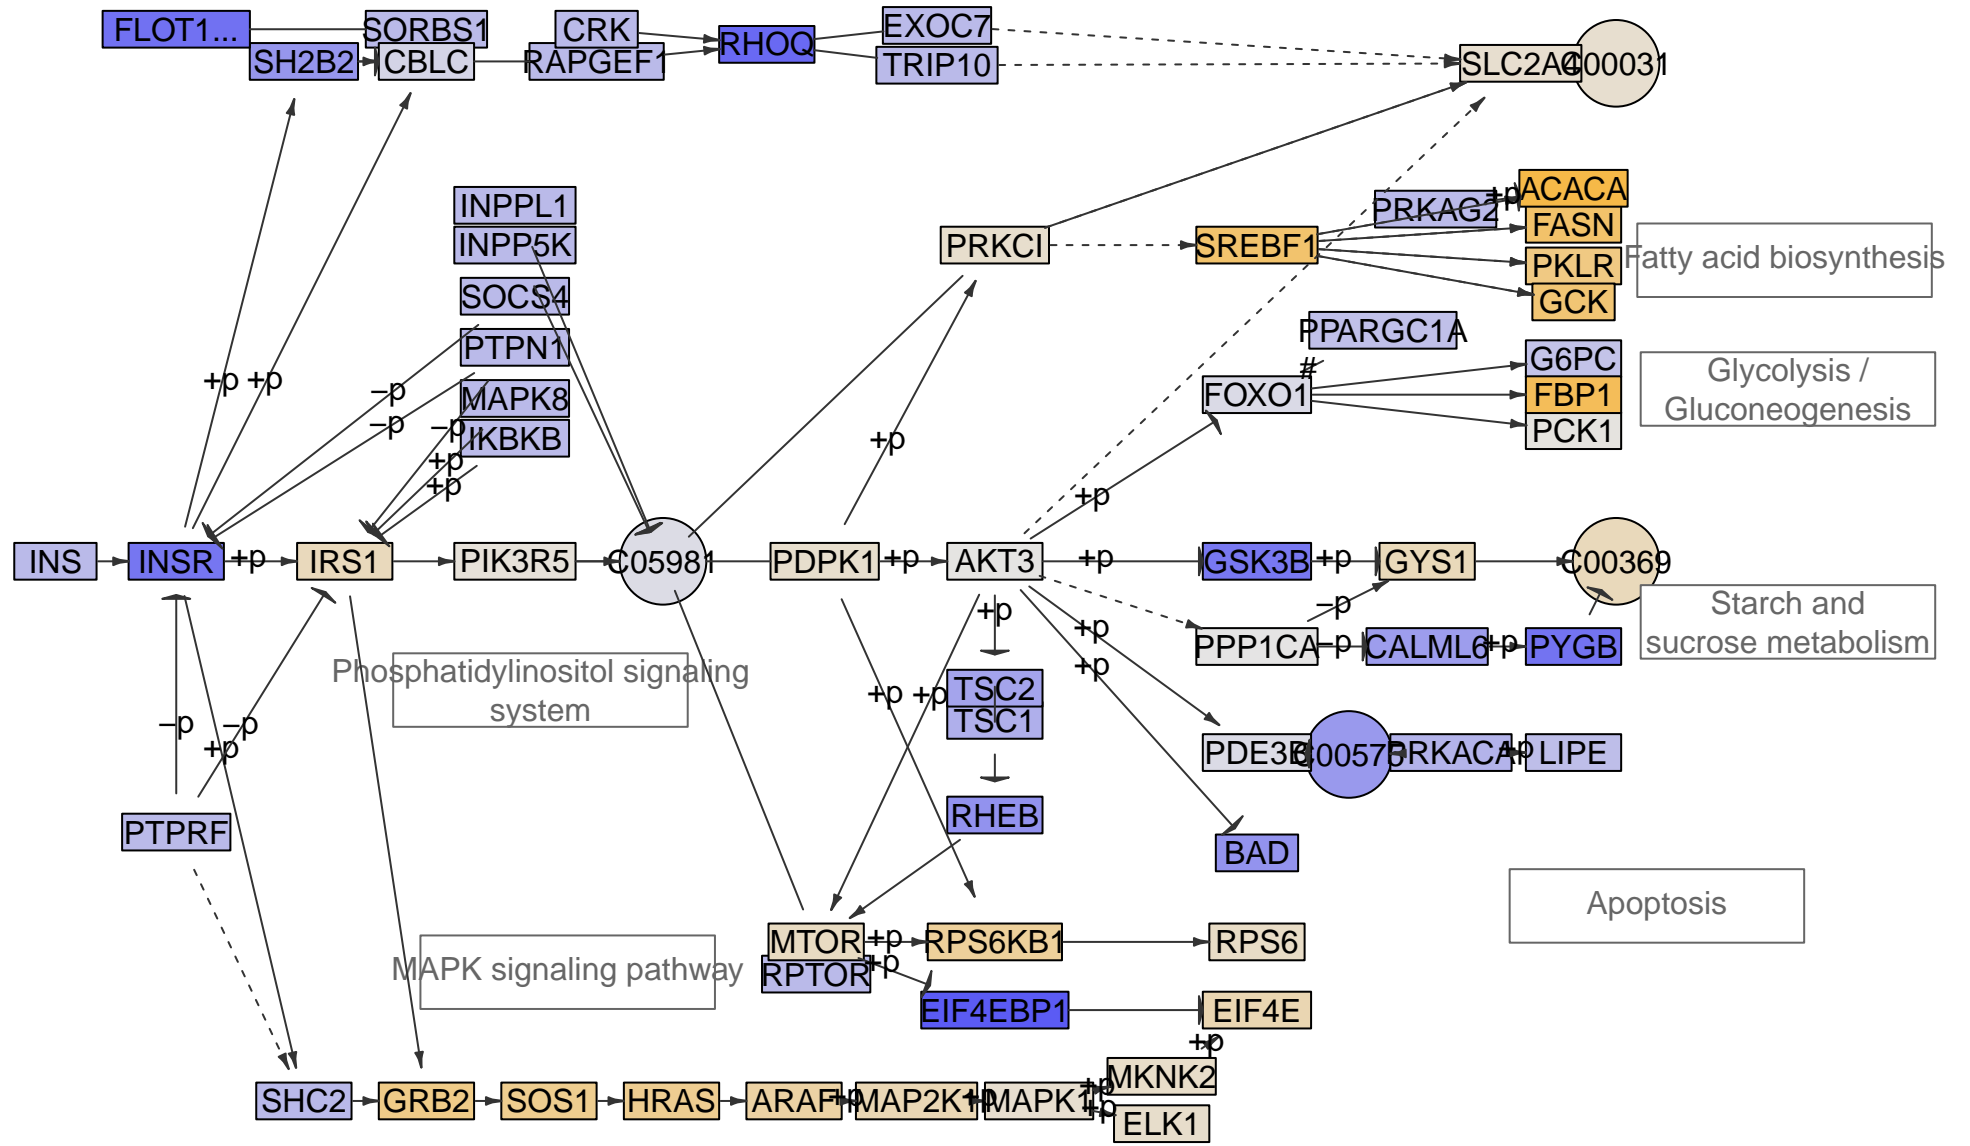 FLOT1...
SORBS1
CRK
EXOC7
RHOQ
SH2B2
CBLC
RAPGEF1
TRIP10
SLC2A4
C00031
INPPL1
INPP5K
SOCS4
PTPN1
MAPK8
IKBKB
PRKCI
SREBF1
PRKAG2
+p
ACACA
FASN
PKLR
GCK
Fatty acid biosynthesis
PPARGC1A
#
FOXO1
G6PC
FBP1
PCK1
Glycolysis /
Gluconeogenesis
+p
+p
–p
–p
–p
+p
+p
+p
+p
INS
INSR
+p
IRS1
PIK3R5
C05981
PDPK1
+p
AKT3
+p
GSK3B
+p
GYS1
C00369
–p
PPP1CA
–p
CALML6
+p
PYGB
Starch and
sucrose metabolism
+p
+p
+p
Phosphatidylinositol signaling
system
+p
+p
TSC2
TSC1
–p
+p
–p
PDE3B
C00575
PRKACA
+p
LIPE
PTPRF
RHEB
BAD
Apoptosis
MAPK signaling pathway
MTOR
+p
RPS6KB1
RPS6
RPTOR
+p
EIF4EBP1
EIF4E
+p
SHC2
GRB2
SOS1
HRAS
ARAF
+p
MAP2K1
+p
MAPK1
+p
MKNK2
+p
ELK1